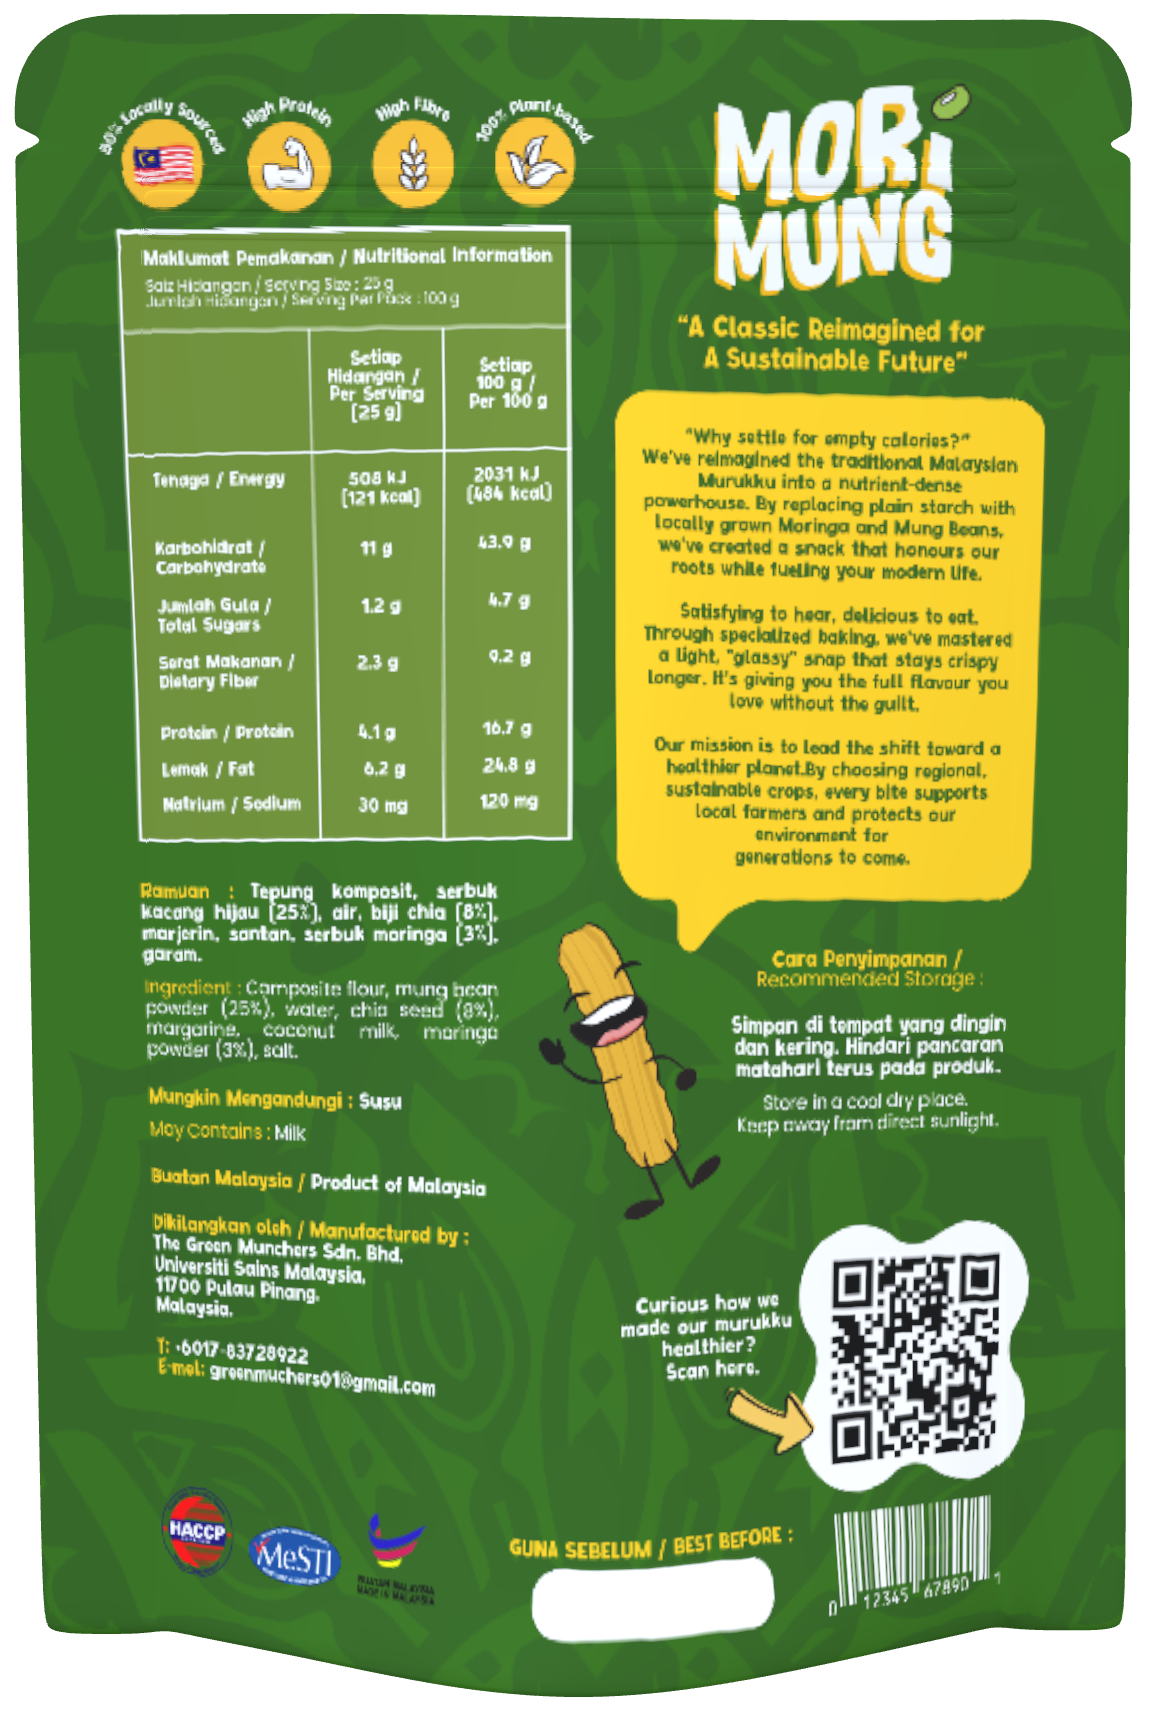 80% Locally Sourced
High Protein
High Fibre
100% Plant-based
MORI
MUNG
"A Classic Reimagined for
A Sustainable Future"
Maklumat Pemakanan / Nutritional Information
Saiz Hidangan / Serving Size : 25 g
Jumlah Hidangan / Serving Per Pack : 100 g
Setiap
Hidangan /
Per Serving
(25 g)
Setiap
100 g /
Per 100 g
Tenaga / Energy
508 kJ
(121 kcal)
2031 kJ
(484 kcal)
Karbohidrat /
Carbohydrate
11 g
43.9 g
Jumlah Gula /
Total Sugars
1.2 g
4.7 g
Serat Makanan /
Dietary Fiber
2.3 g
9.2 g
Protein / Protein
4.1 g
16.7 g
Lemak / Fat
6.2 g
24.8 g
Natrium / Sodium
30 mg
120 mg
"Why settle for empty calories?"
We've reimagined the traditional Malaysian
Murukku into a nutrient-dense
powerhouse. By replacing plain starch with
locally grown Moringa and Mung Beans,
we've created a snack that honours our
roots while fueling your modern life.
Satisfying to hear, delicious to eat.
Through specialized baking, we've mastered
a light, "glassy" snap that stays crispy
longer. It's giving you the full flavour you
love without the guilt.
Our mission is to lead the shift toward a
healthier planet.By choosing regional,
sustainable crops, every bite supports
local farmers and protects our
environment for
generations to come.
Ramuan : Tepung komposit, serbuk
kacang hijau (25%), air, biji chia (8%),
marjerin, santan, serbuk moringa (3%),
garam.
Ingredient : Composite flour, mung bean
powder (25%), water, chia seed (8%),
margarine, coconut milk, moringa
powder (3%), salt.
Mungkin Mengandungi : Susu
May Contains : Milk
Buatan Malaysia / Product of Malaysia
Dikilangkan oleh / Manufactured by :
The Green Munchers Sdn. Bhd.
Universiti Sains Malaysia,
11700 Pulau Pinang,
Malaysia.
T: +6017-83728922
E-mel: greenmuchers01@gmail.com
Cara Penyimpanan /
Recommended Storage :
Simpan di tempat yang dingin
dan kering. Hindari pancaran
matahari terus pada produk.
Store in a cool dry place.
Keep away from direct sunlight.
Curious how we
made our murukku
healthier?
Scan here.
HACCP
MeSTI
BUATAN MALAYSIA
MADE IN MALAYSIA
GUNA SEBELUM / BEST BEFORE :
0 12345 67890 1